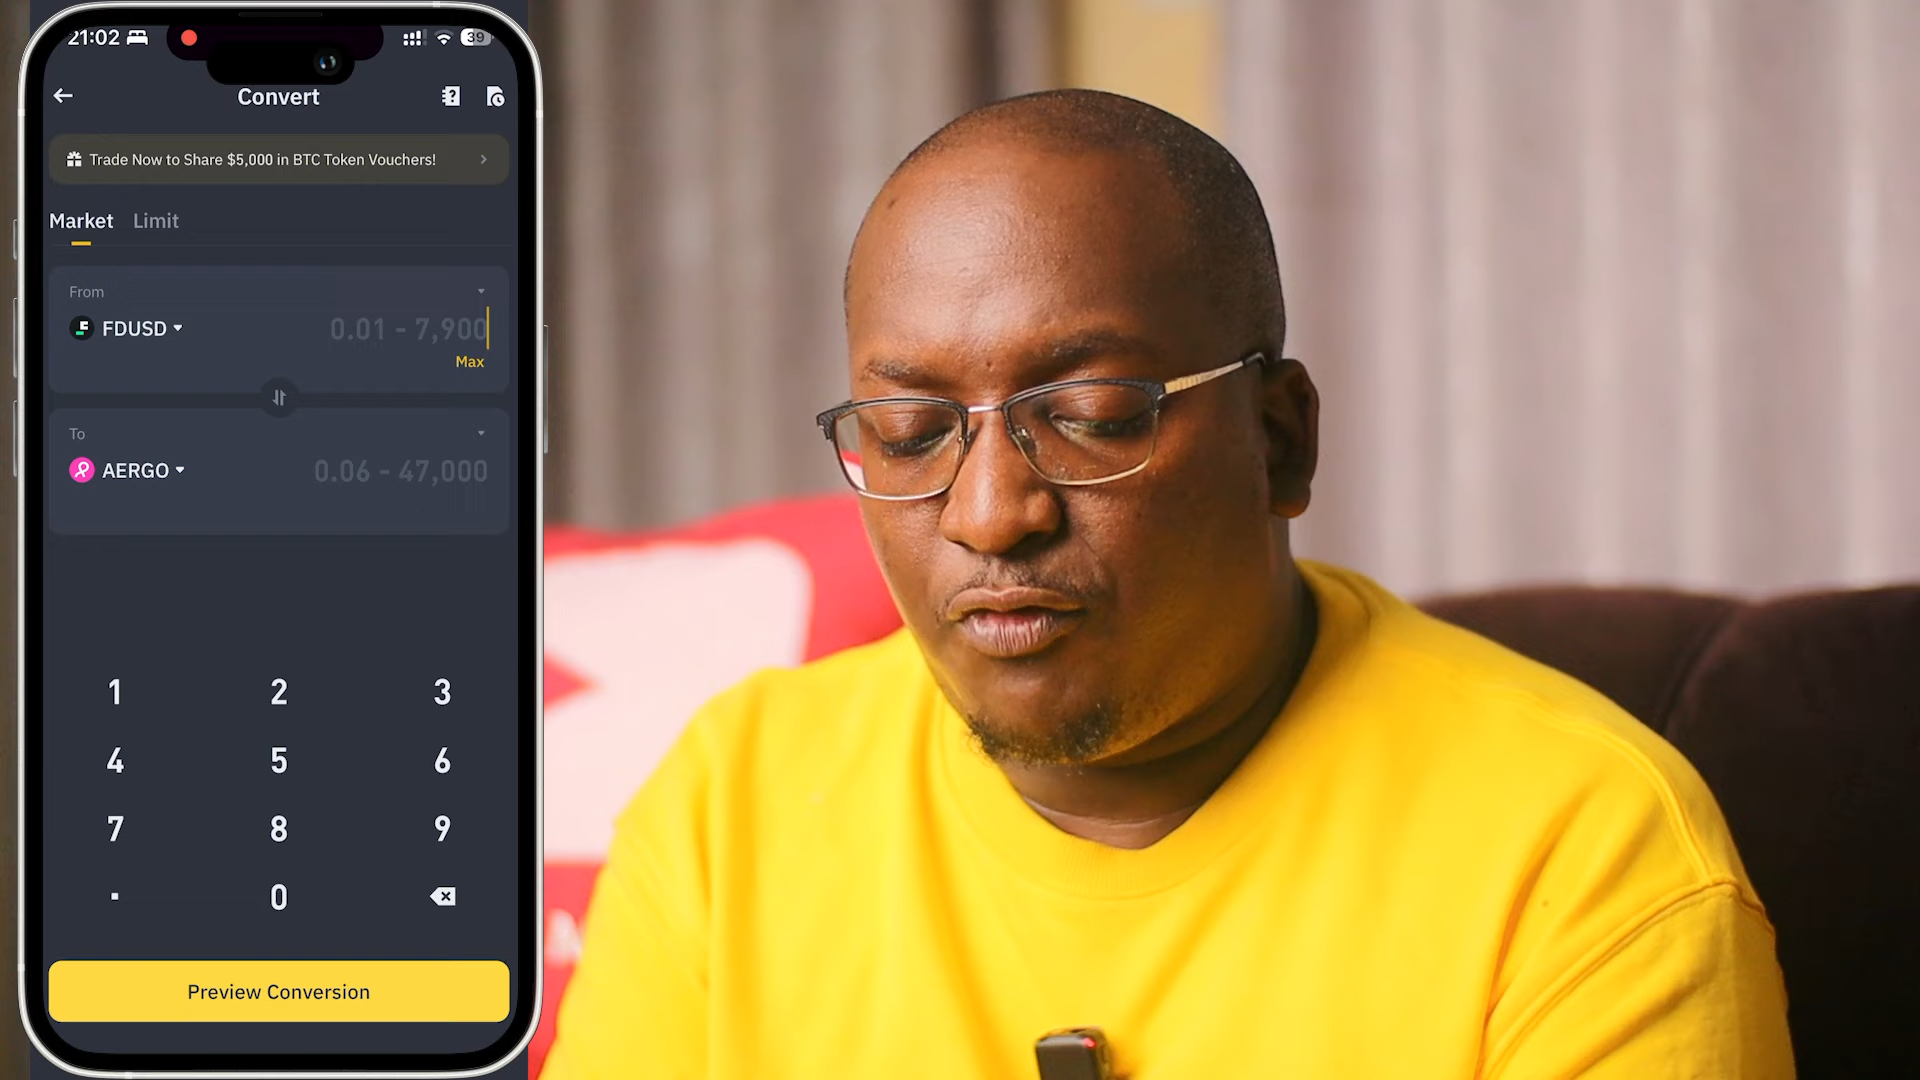 21:02
39
Convert
Trade Now to Share $5,000 in BTC Token Vouchers!
Market Limit
From
FDUSD 0.01 - 7,900
Max
To
AERGO 0.06 - 47,000
1 2 3
4 5 6
7 8 9
. 0
Preview Conversion